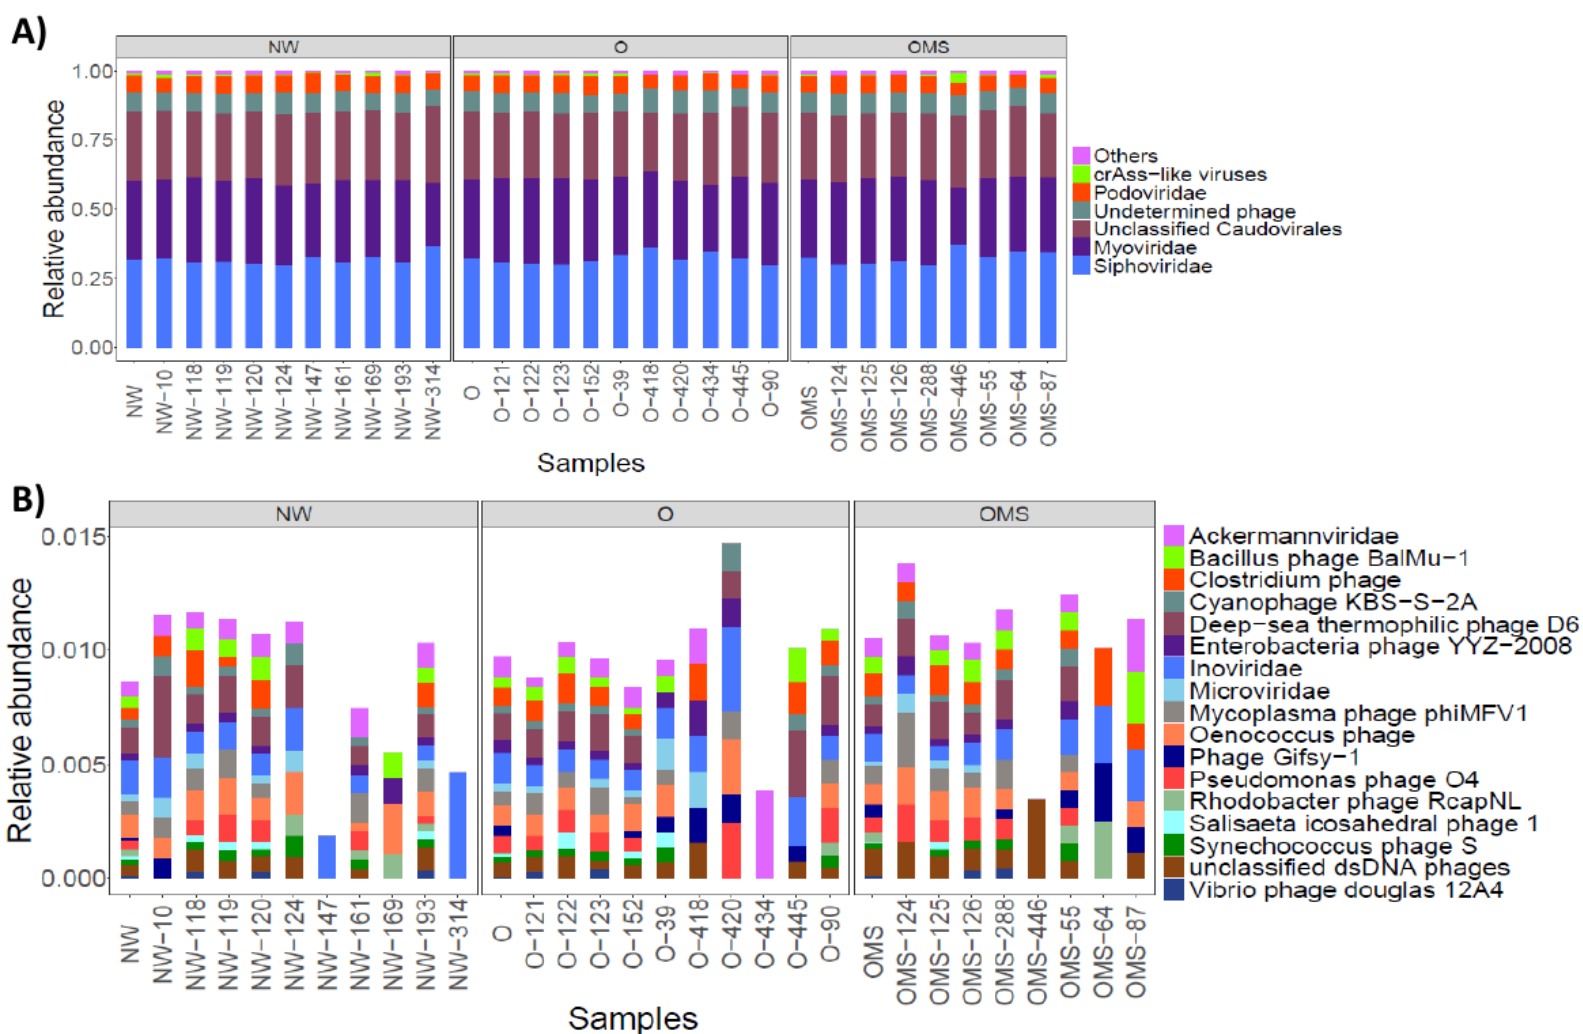 A)
NW O OMS
1.00
0.75
0.50
0.25
0.00
Relative abundance
Others
crAss-like viruses
Podoviridae
Undetermined phage
Unclassified Caudovirales
Myoviridae
Siphoviridae
NW NW-10 NW-118 NW-119 NW-120 NW-124 NW-147 NW-161 NW-169 NW-193 NW-314 O O-121 O-122 O-123 O-152 O-39 O-418 O-420 O-434 O-445 O-90 OMS OMS-124 OMS-125 OMS-126 OMS-288 OMS-446 OMS-55 OMS-64 OMS-87
Samples
B)
NW O OMS
0.015
0.010
0.005
0.000
Relative abundance
Ackermannviridae
Bacillus phage BalMu-1
Clostridium phage
Cyanophage KBS-S-2A
Deep-sea thermophilic phage D6
Enterobacteria phage YYZ-2008
Inoviridae
Microviridae
Mycoplasma phage phiMFV1
Oenococcus phage
Phage Gifsy-1
Pseudomonas phage O4
Rhodobacter phage RcapNL
Salisaeta icosahedral phage 1
Synechococcus phage S
unclassified dsDNA phages
Vibrio phage douglas 12A4
NW NW-10 NW-118 NW-119 NW-120 NW-124 NW-147 NW-161 NW-169 NW-193 NW-314 O O-121 O-122 O-123 O-152 O-39 O-418 O-420 O-434 O-445 O-90 OMS OMS-124 OMS-125 OMS-126 OMS-288 OMS-446 OMS-55 OMS-64 OMS-87
Samples